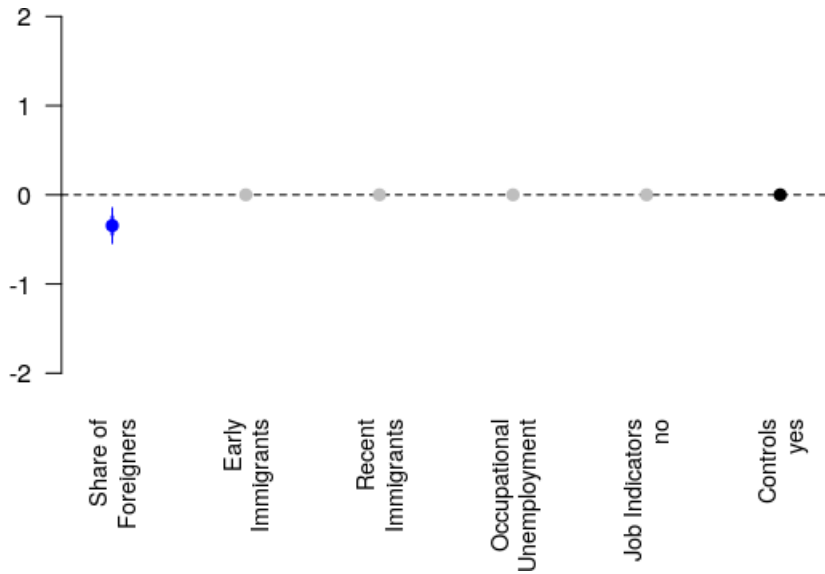 2
1
0
-1
-2
Share of
Foreigners
Early
Immigrants
Recent
Immigrants
Occupational
Unemployment
Job Indicators
no
Controls
yes